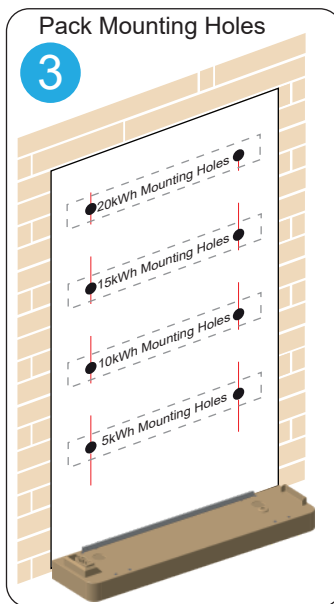 Pack Mounting Holes
3
20kWh Mounting Holes
15kWh Mounting Holes
10kWh Mounting Holes
5kWh Mounting Holes